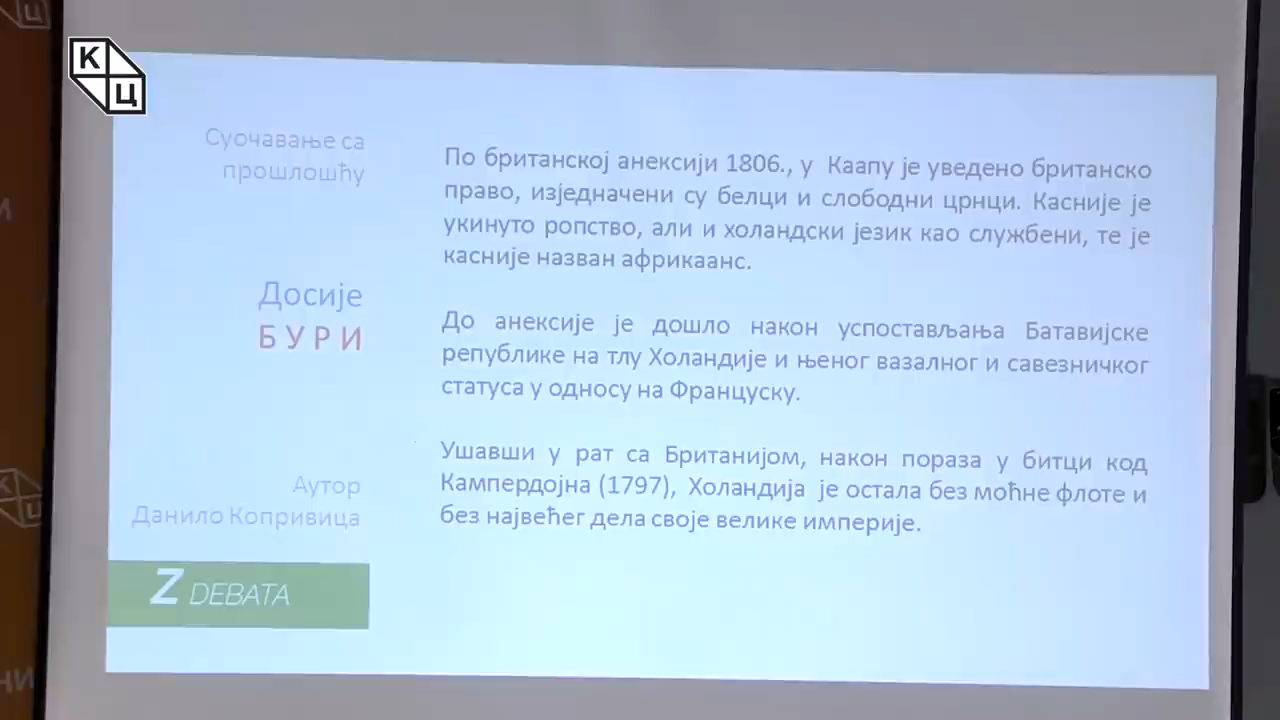 К
Ц
Суочавање са
прошлошћу
Досије
БУРИ
Аутор
Данило Копривица
Z DEBATA
По британској анексији 1806., у Каапу је уведено британско
право, изједначени су белци и слободни црнци. Касније је
укинуто ропство, али и холандски језик као службени, те је
касније назван африкаанс.
До анексије је дошло након успостављања Батавијске
републике на тлу Холандије и њеног вазалног и савезничког
статуса у односу на Француску.
Ушавши у рат са Британијом, након пораза у битци код
Кампердојна (1797), Холандија је остала без моћне флоте и
без највећег дела своје велике империје.